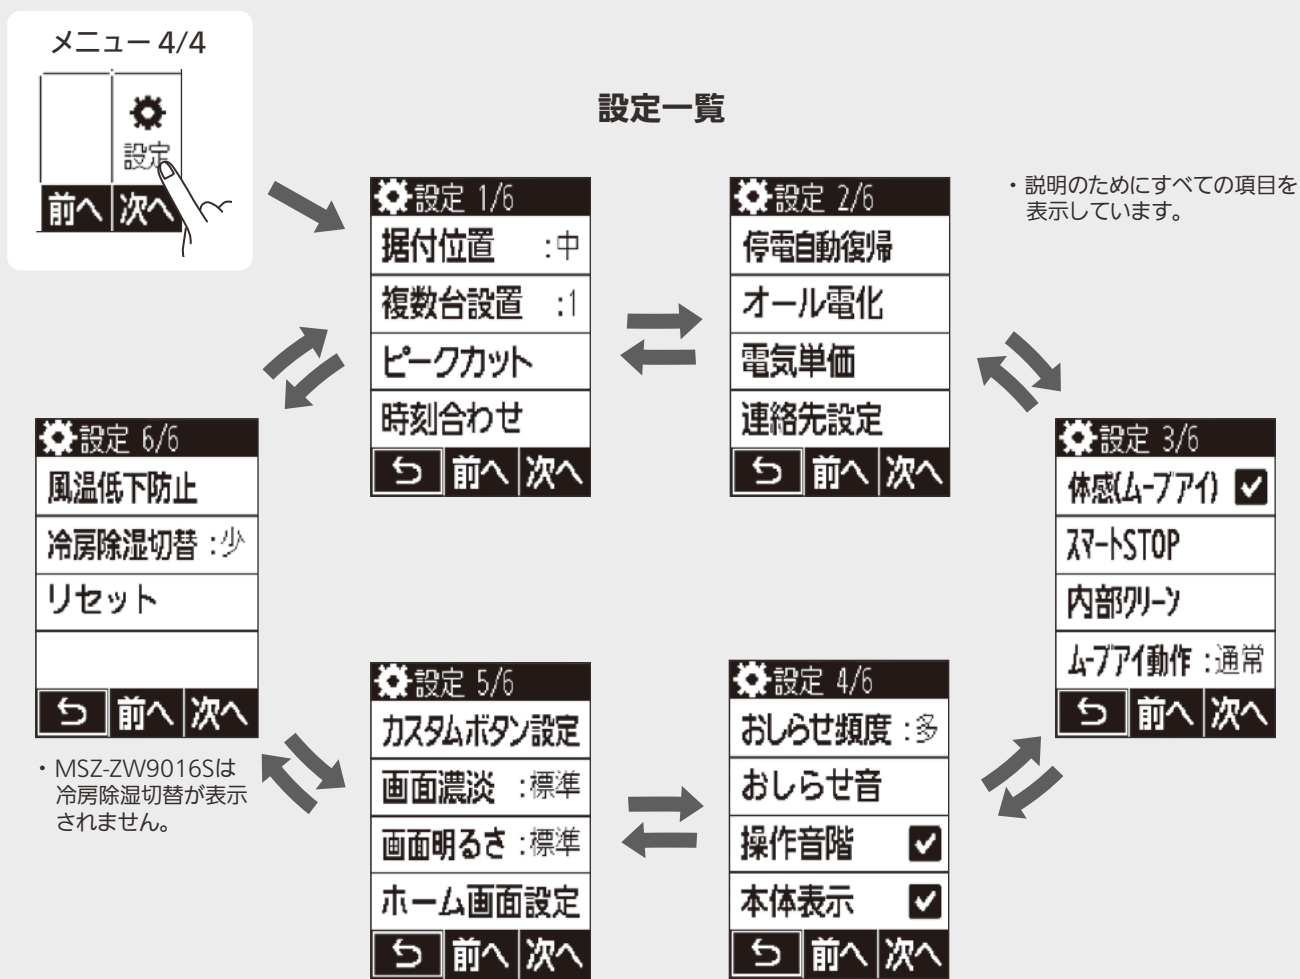 メニュー 4/4
設定
前へ 次へ
設定一覧
・説明のためにすべての項目を
表示しています。
設定 1/6
据付位置 :中
複数台設置 :1
ピークカット
時刻合わせ
前へ 次へ
設定 2/6
停電自動復帰
オール電化
電気単価
連絡先設定
前へ 次へ
設定 3/6
体感(ムーブアイ)
スマートSTOP
内部クリーン
ムーブアイ動作 :通常
前へ 次へ
設定 4/6
おしらせ頻度 :多
おしらせ音
操作音階
本体表示
前へ 次へ
設定 5/6
カスタムボタン設定
画面濃淡 :標準
画面明るさ :標準
ホーム画面設定
前へ 次へ
設定 6/6
風温低下防止
冷房除湿切替 :少
リセット
前へ 次へ
・MSZ-ZW9016Sは
冷房除湿切替が表示
されません。